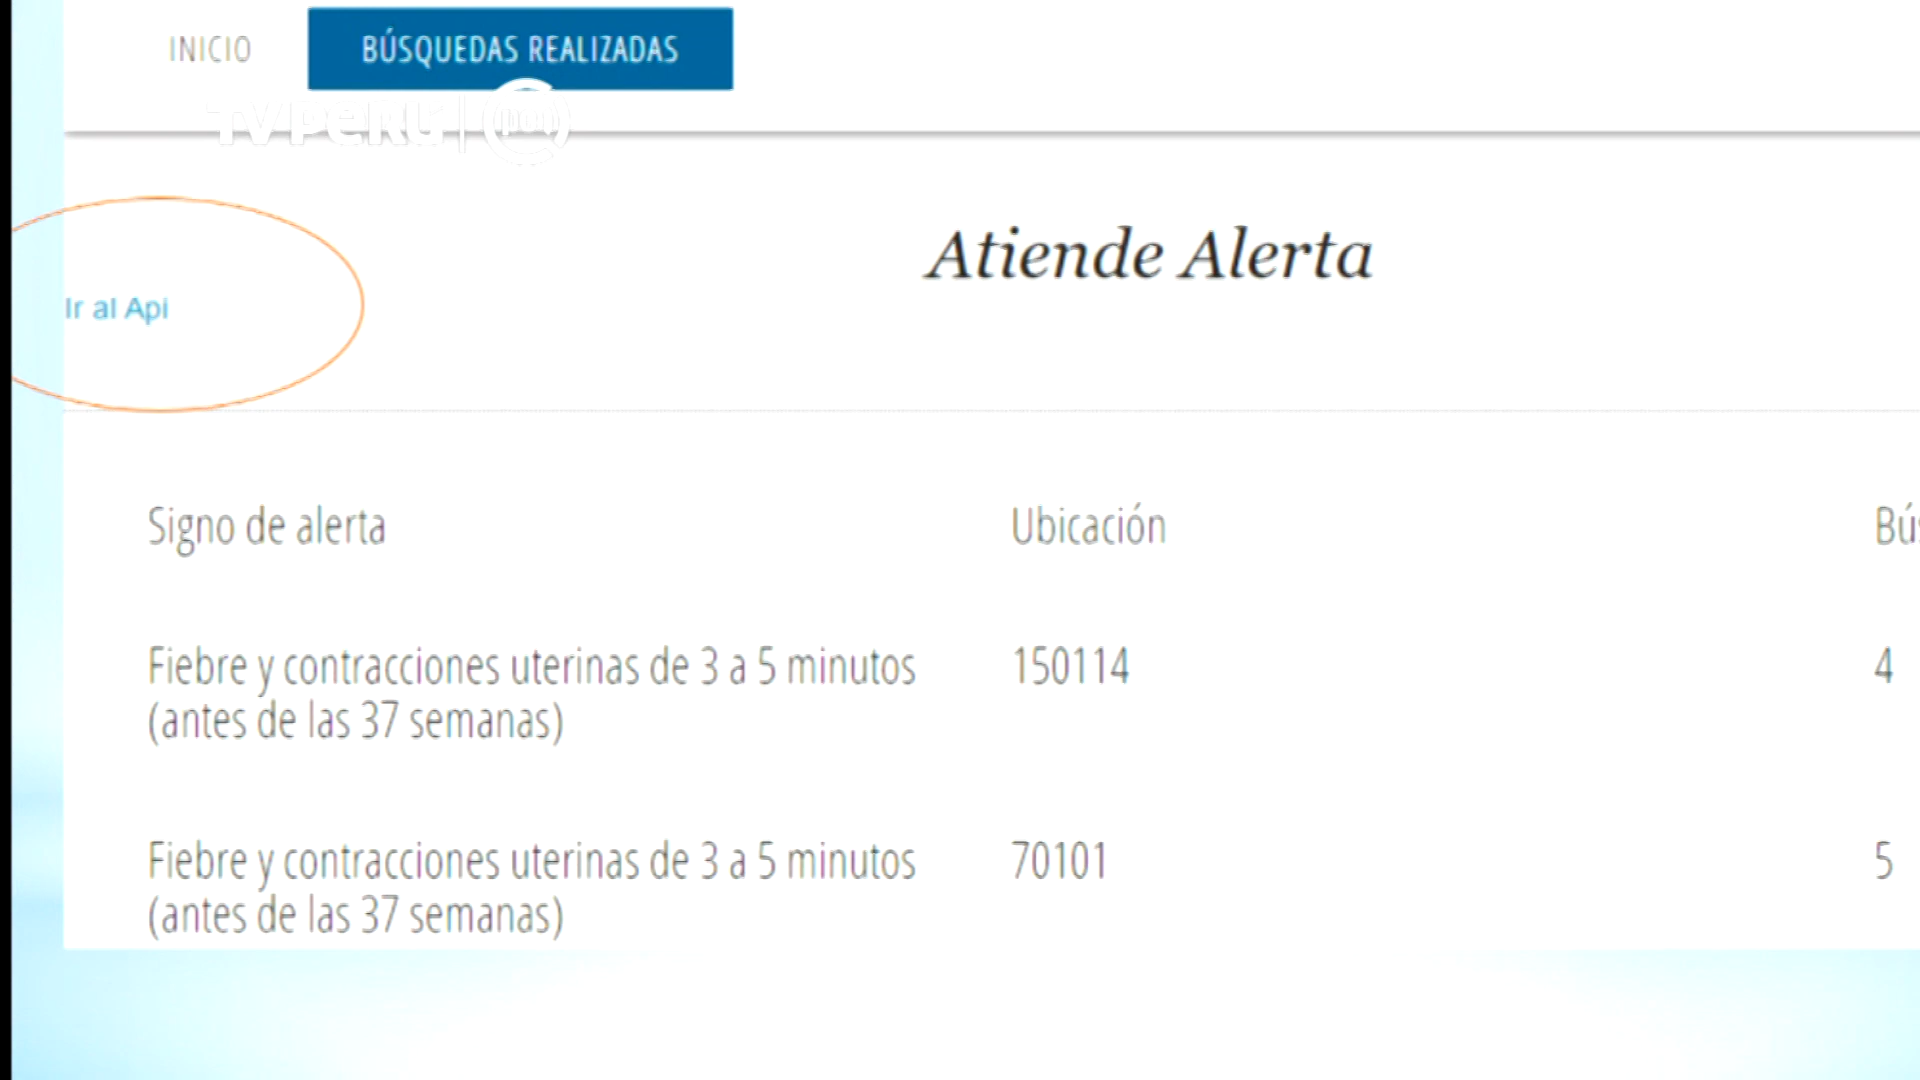 INICIO
BÚSQUEDAS REALIZADAS
TVPERÚ
Atiende Alerta
Ir al Api
Signo de alerta
Ubicación
Fiebre y contracciones uterinas de 3 a 5 minutos
(antes de las 37 semanas)
150114
4
Fiebre y contracciones uterinas de 3 a 5 minutos
(antes de las 37 semanas)
70101
5